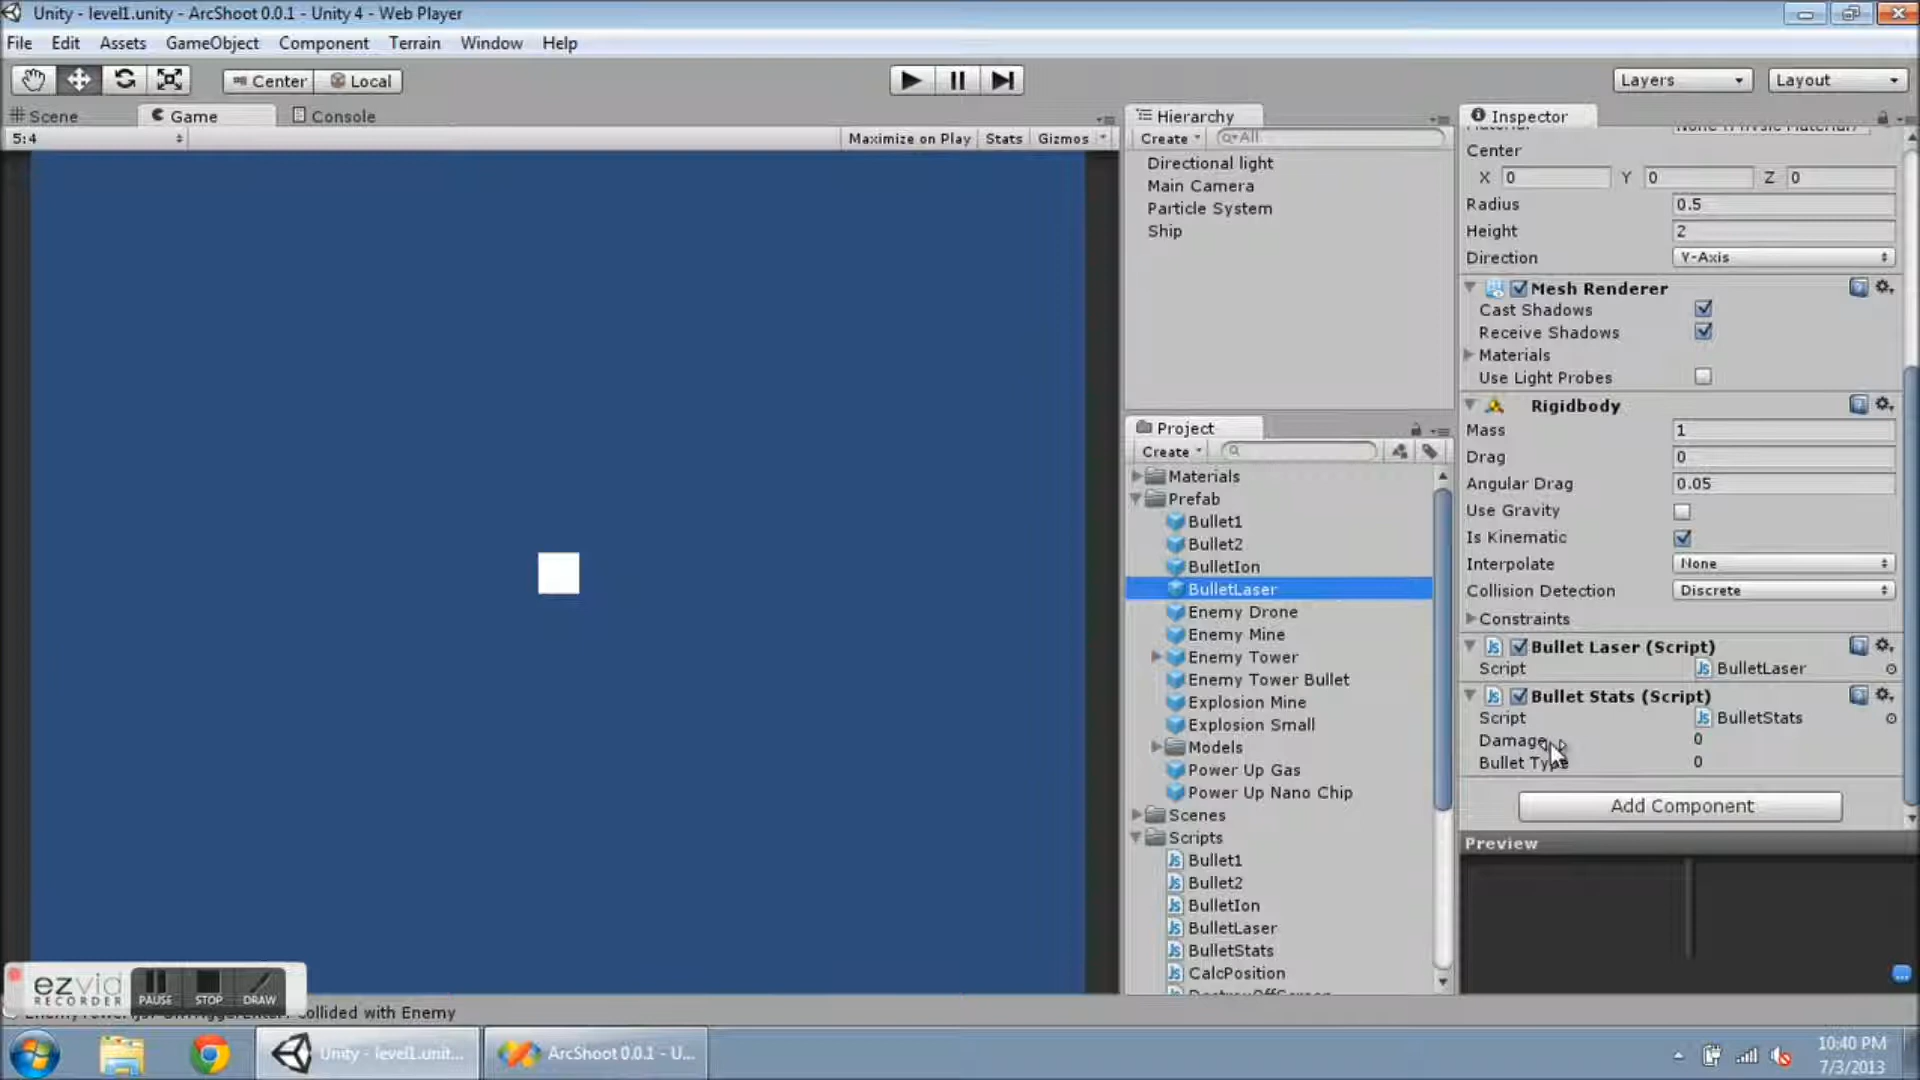 Unity - level1.unity - ArcShoot 0.0.1 - Unity 4 - Web Player
File Edit Assets GameObject Component Terrain Window Help
Center Local
Layers Layout
Scene Game Console
5:4 Maximize on Play Stats Gizmos
Hierarchy
Create All
Directional light
Main Camera
Particle System
Ship
Project
Create
Materials
Prefab
Bullet1
Bullet2
BulletIon
BulletLaser
Enemy Drone
Enemy Mine
Enemy Tower
Enemy Tower Bullet
Explosion Mine
Explosion Small
Models
Power Up Gas
Power Up Nano Chip
Scenes
Scripts
Bullet1
Bullet2
BulletIon
BulletLaser
BulletStats
CalcPosition
Inspector
Center
X 0 Y 0 Z 0
Radius 0.5
Height 2
Direction Y-Axis
Mesh Renderer
Cast Shadows
Receive Shadows
Materials
Use Light Probes
Rigidbody
Mass 1
Drag 0
Angular Drag 0.05
Use Gravity
Is Kinematic
Interpolate None
Collision Detection Discrete
Constraints
Bullet Laser (Script)
Script BulletLaser
Bullet Stats (Script)
Script BulletStats
Damage 0
Bullet Type 0
Add Component
Preview
ezvid
RECORDER
PAUSE STOP DRAW
collided with Enemy
Unity - level1.unit...
ArcShoot 0.0.1 - U...
10:40 PM
7/3/2013